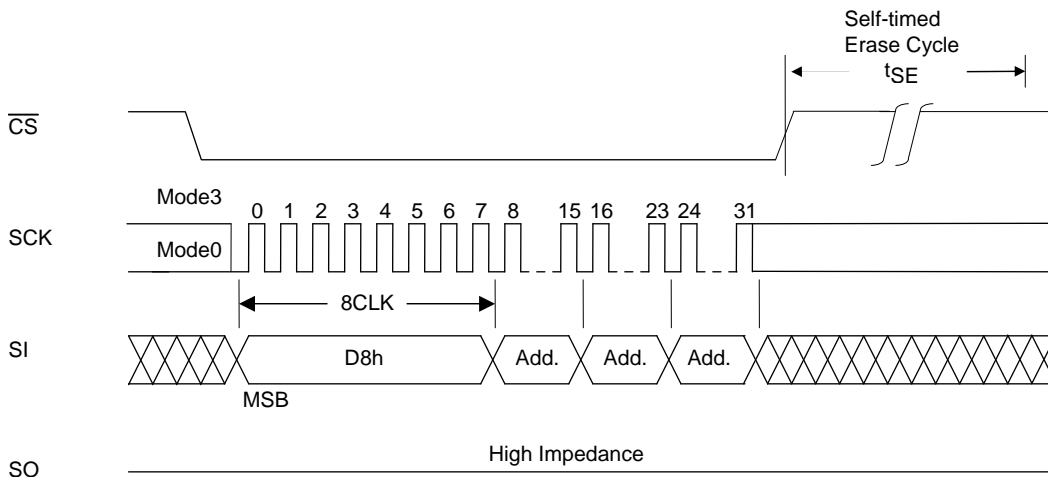 Self-timed
Erase Cycle
tSE
CS
Mode3
0 1 2 3 4 5 6 7 8 15 16 23 24 31
SCK
Mode0
8CLK
SI
D8h Add. Add. Add.
MSB
High Impedance
SO